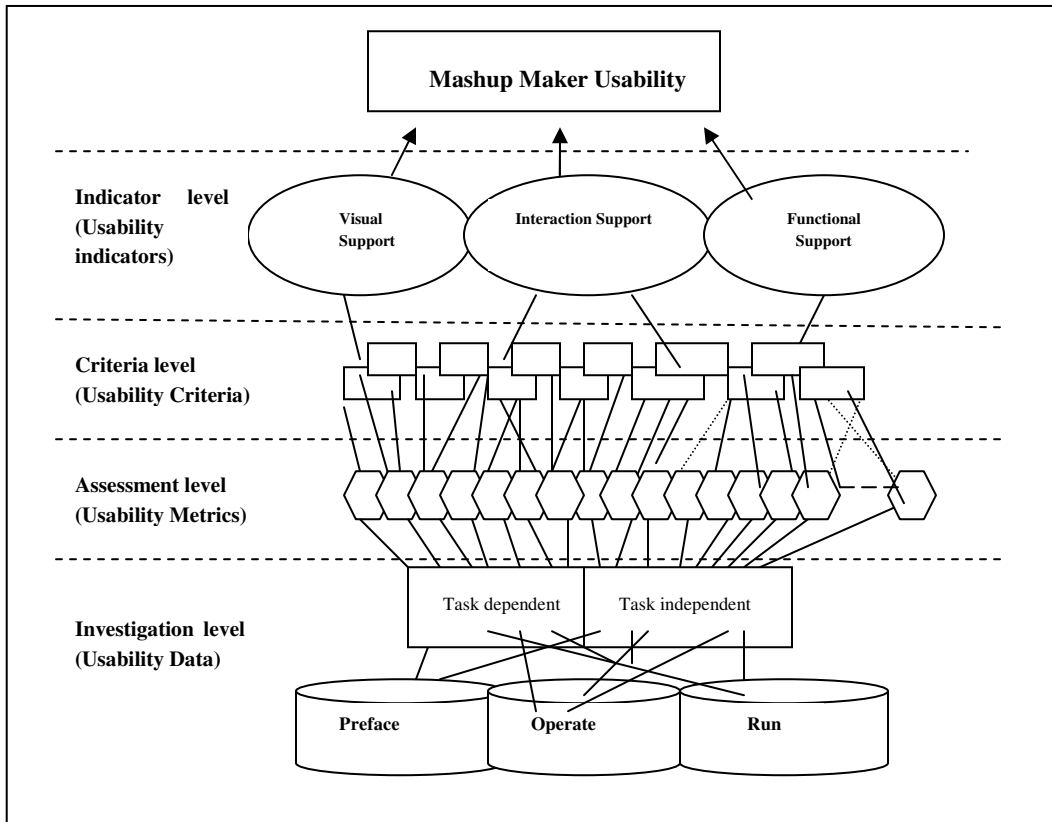 Mashup Maker Usability
Indicator level
(Usability
indicators)
Visual
Support
Interaction Support
Functional
Support
Criteria level
(Usability Criteria)
Assessment level
(Usability Metrics)
Investigation level
(Usability Data)
Task dependent
Task independent
Preface
Operate
Run